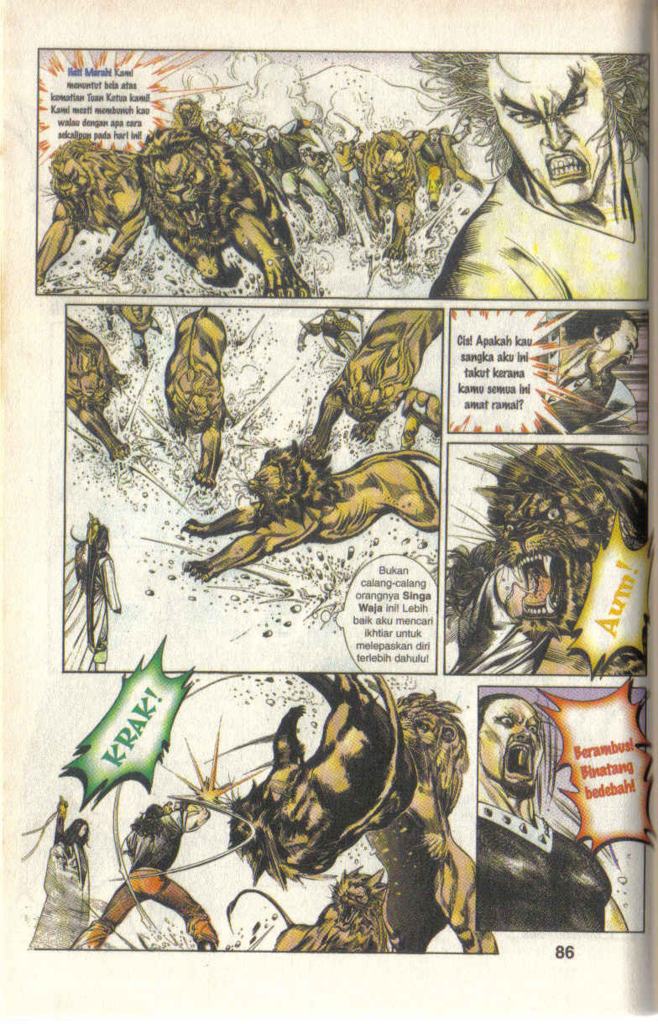 Hati Merah! Kami
menuntut bela atas
kematian Tuan Ketua kami!
Kami mesti membunuh kau
walau dengan apa cara
sekalipun pada hari ini!
Cis! Apakah kau
sangka aku ini
takut kerana
kamu semua ini
amat ramai?
Bukan
calang-calang
orangnya Singa
Waja ini! Lebih
baik aku mencari
ikhtiar untuk
melepaskan diri
terlebih dahulu!
Aum!
KRAK!
Berambus!
Binatang
bedebah!
86